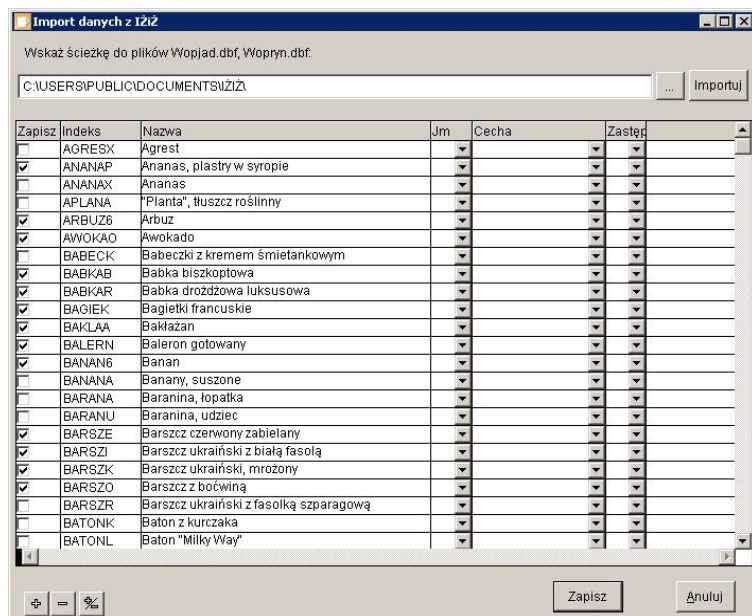 Import danych z IŻiŻ
Wskaż ścieżkę do plików Wopjad.dbf, Wopryn.dbf:
C:\USERS\PUBLIC\DOCUMENTS\IŻIŻ\ ... Importuj
Zapisz Indeks Nazwa Jm Cecha Zastęp
AGRESX Agrest
ANANAP Ananas, plastry w syropie
ANANAX Ananas
APLANA "Planta", tłuszcz roślinny
ARBUZ6 Arbuz
AWOKAO Awokado
BABECK Babeczki z kremem śmietankowym
BABKAB Babka biszkoptowa
BABKAR Babka drożdżowa luksusowa
BAGIEK Bagietki francuskie
BAKLAA Bakłażan
BALERN Baleron gotowany
BANAN6 Banan
BANANA Banany, suszone
BARANA Baranina, łopatka
BARANU Baranina, udziec
BARSZE Barszcz czerwony zabielany
BARSZI Barszcz ukraiński z białą fasolą
BARSZK Barszcz ukraiński, mrożony
BARSZO Barszcz z boćwiną
BARSZR Barszcz ukraiński z fasolką szparagową
BATONK Baton z kurczaka
BATONL Baton "Milky Way"
Zapisz Anuluj